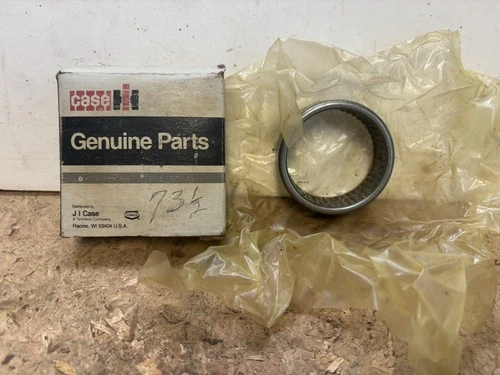 CASE IH
Genuine Parts
Distributed by
J I Case
A Tenneco Company
Racine, WI 53404 U.S.A.
73½